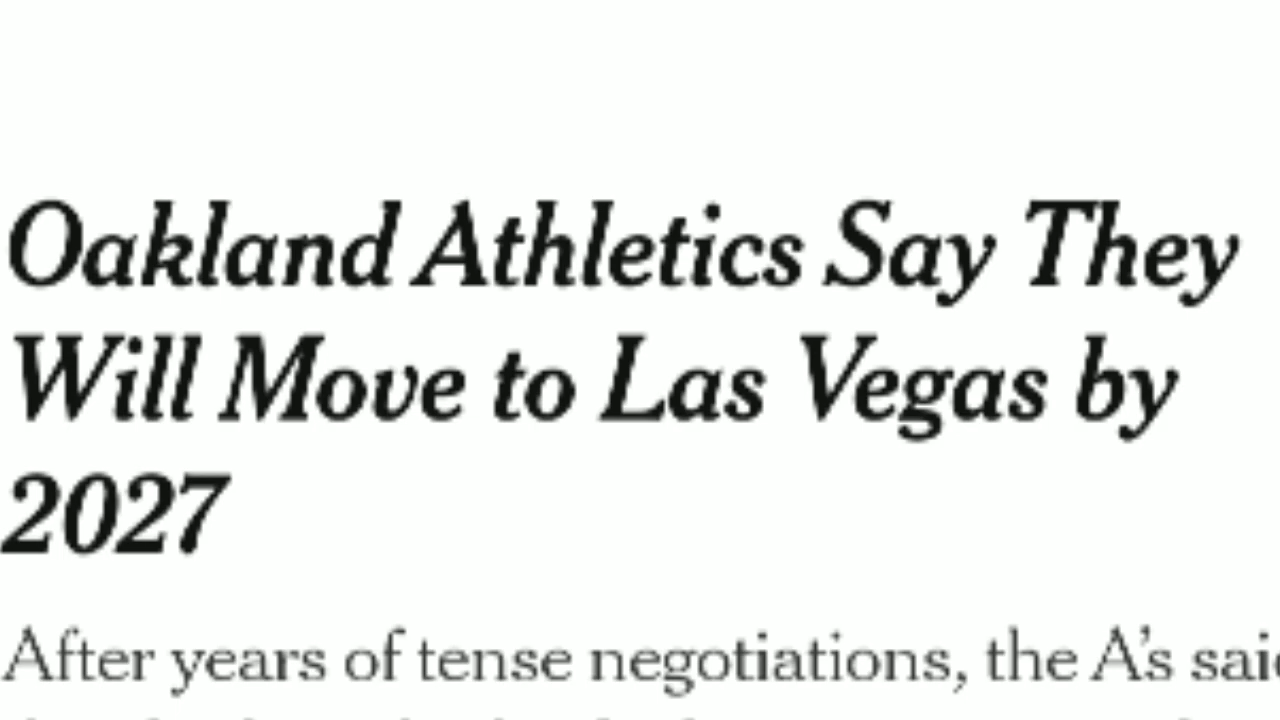 Oakland Athletics Say They
Will Move to Las Vegas by
2027
After years of tense negotiations, the A's